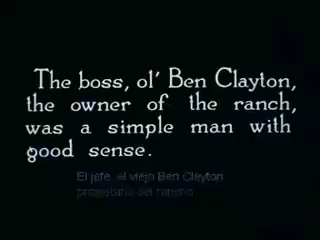 The boss, ol' Ben Clayton,
the owner of the ranch,
was a simple man with
good sense.
El jefe, el viejo Ben Cleyton
propietario del rancho